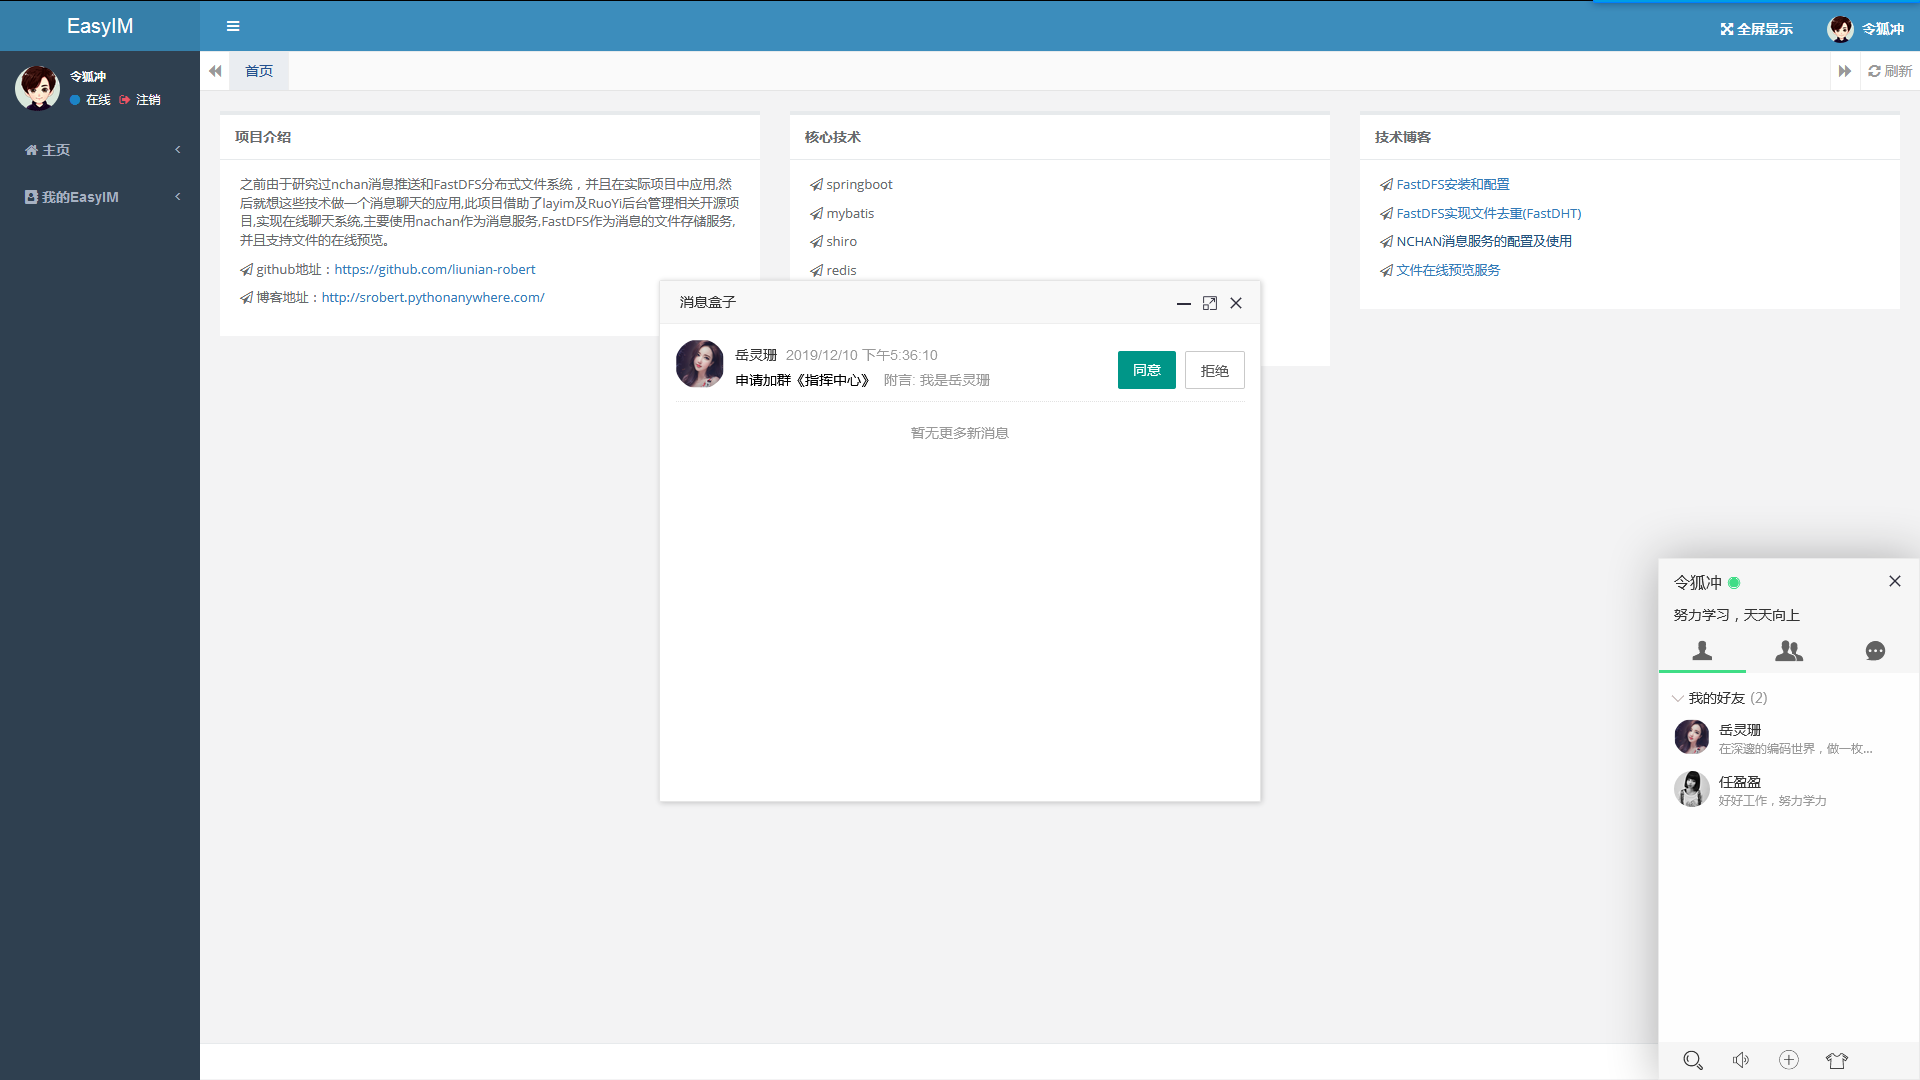 EasyIM
全屏显示
令狐冲
令狐冲
在线 注销
主页
我的EasyIM
首页
刷新
项目介绍
之前由于研究过nchan消息推送和FastDFS分布式文件系统，并且在实际项目中应用,然
后就想这些技术做一个消息聊天的应用,此项目借助了layim及RuoYi后台管理相关开源项
目,实现在线聊天系统,主要使用nachan作为消息服务,FastDFS作为消息的文件存储服务,
并且支持文件的在线预览。
github地址：https://github.com/liunian-robert
博客地址：http://srobert.pythonanywhere.com/
核心技术
springboot
mybatis
shiro
redis
技术博客
FastDFS安装和配置
FastDFS实现文件去重(FastDHT)
NCHAN消息服务的配置及使用
文件在线预览服务
消息盒子
岳灵珊 2019/12/10 下午5:36:10
申请加群《指挥中心》 附言: 我是岳灵珊
同意 拒绝
暂无更多新消息
令狐冲
努力学习，天天向上
我的好友 (2)
岳灵珊
在深邃的编码世界，做一枚...
任盈盈
好好工作，努力学力